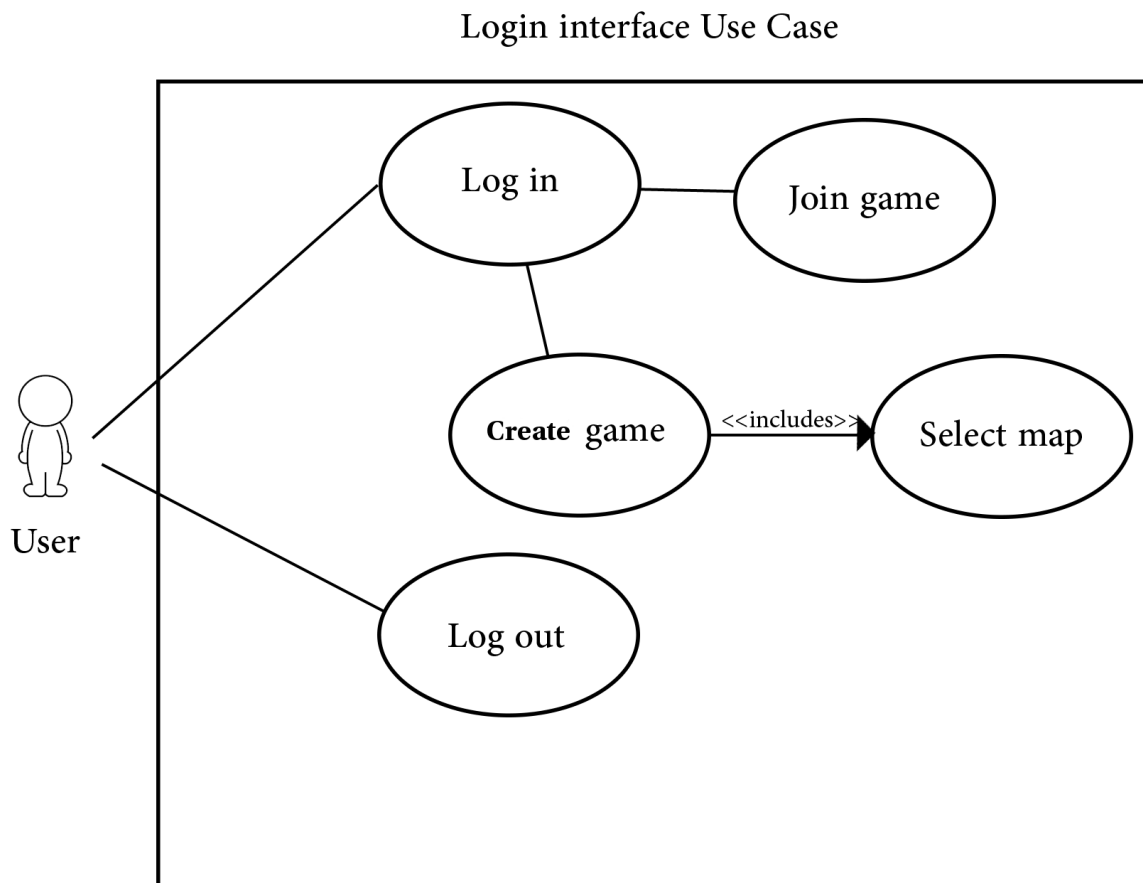 Login interface Use Case
Log in
Join game
Create game
<<includes>>
Select map
User
Log out